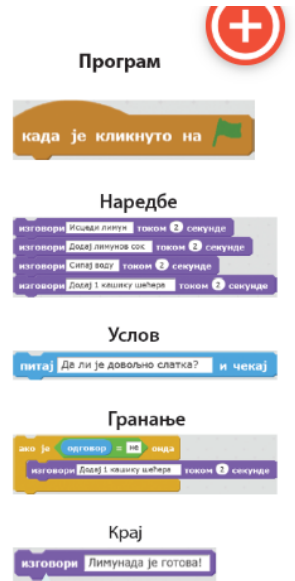 Програм
када је кликнуто на
Наредбе
изговори Исцеди лимун током 2 секунде
изговори Додај лимунов сок током 2 секунде
изговори Сипај воду током 2 секунде
изговори Додај 1 кашику шећера током 2 секунде
Услов
питај Да ли је довољно слатка? и чекај
Гранање
ако је одговор = не онда
изговори Додај 1 кашику шећера током 2 секунде
Крај
изговори Лимунада је готова!